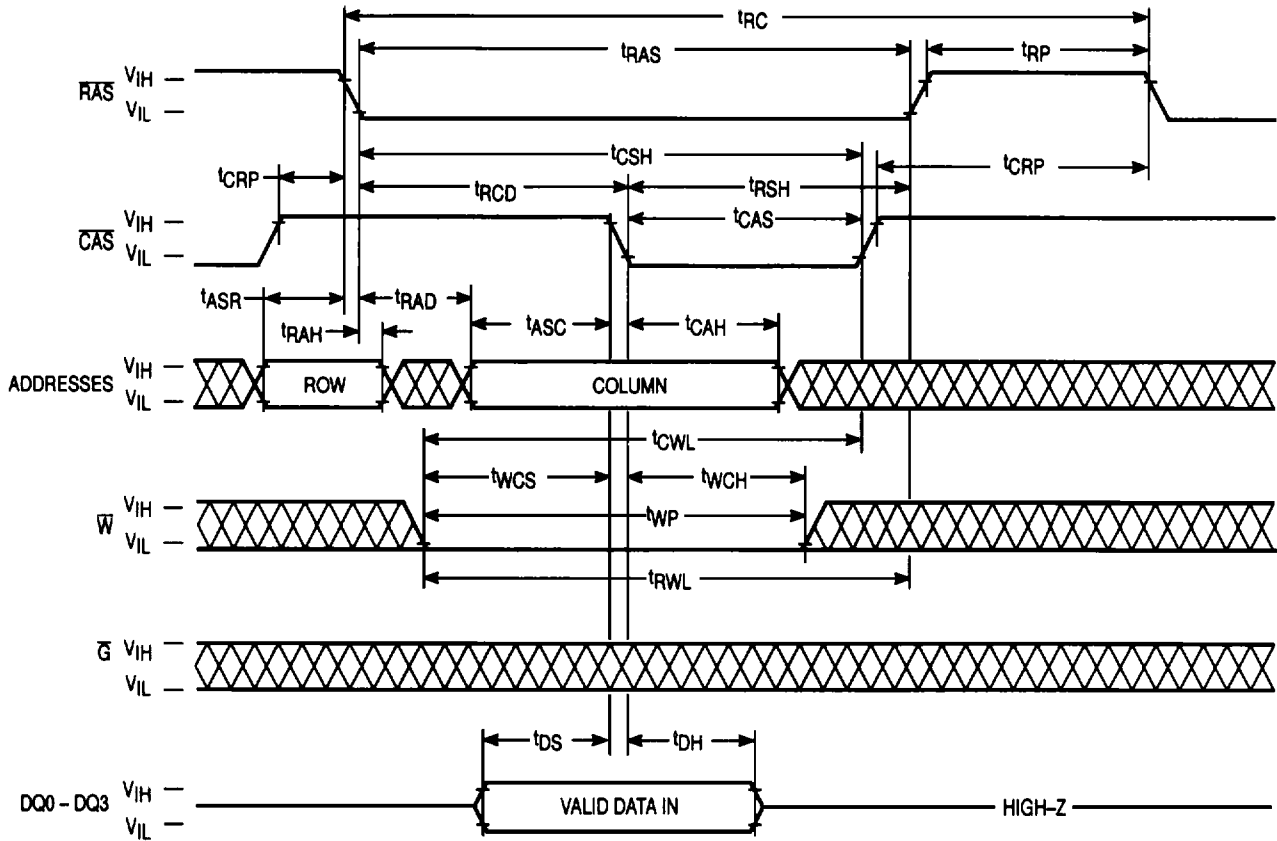 tRC
tRAS
tRP
RAS VIH
VIL
tCSH
tCRP
tRCD
tRSH
tCRP
CAS VIH
VIL
tCAS
tASR
tRAD
tRAH
tASC
tCAH
ADDRESSES VIH
VIL
ROW
COLUMN
tCWL
tWCS
tWCH
W VIH
VIL
tWP
tRWL
G VIH
VIL
tDS
tDH
DQ0 – DQ3 VIH
VIL
VALID DATA IN
HIGH–Z